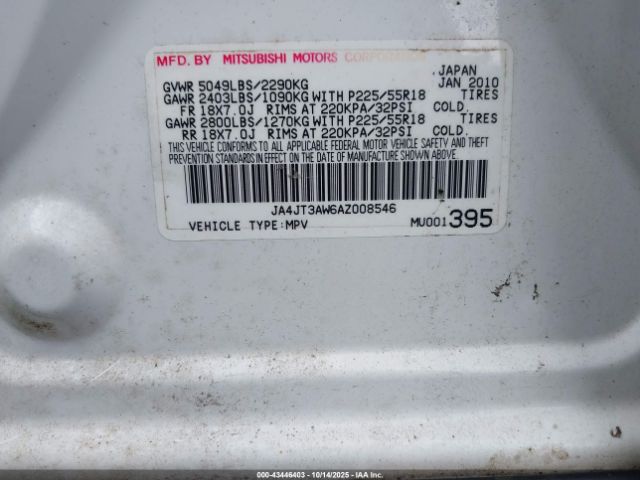 MFD. BY MITSUBISHI MOTORS CORPORATION
JAPAN
GVWR 5049LBS/2290KG JAN 2010
GAWR 2403LBS/1090KG WITH P225/55R18 TIRES
FR 18X7.0J RIMS AT 220KPA/32PSI COLD.
GAWR 2800LBS/1270KG WITH P225/55R18 TIRES
RR 18X7.0J RIMS AT 220KPA/32PSI COLD.
THIS VEHICLE CONFORMS TO ALL APPLICABLE FEDERAL MOTOR VEHICLE SAFETY AND THEFT
PREVENTION STANDARDS IN EFFECT ON THE DATE OF MANUFACTURE SHOWN ABOVE.
JA4JT3AW6AZ008546
VEHICLE TYPE:MPV MU001395
000-43446403 | 10/14/2025 | IAAI.com